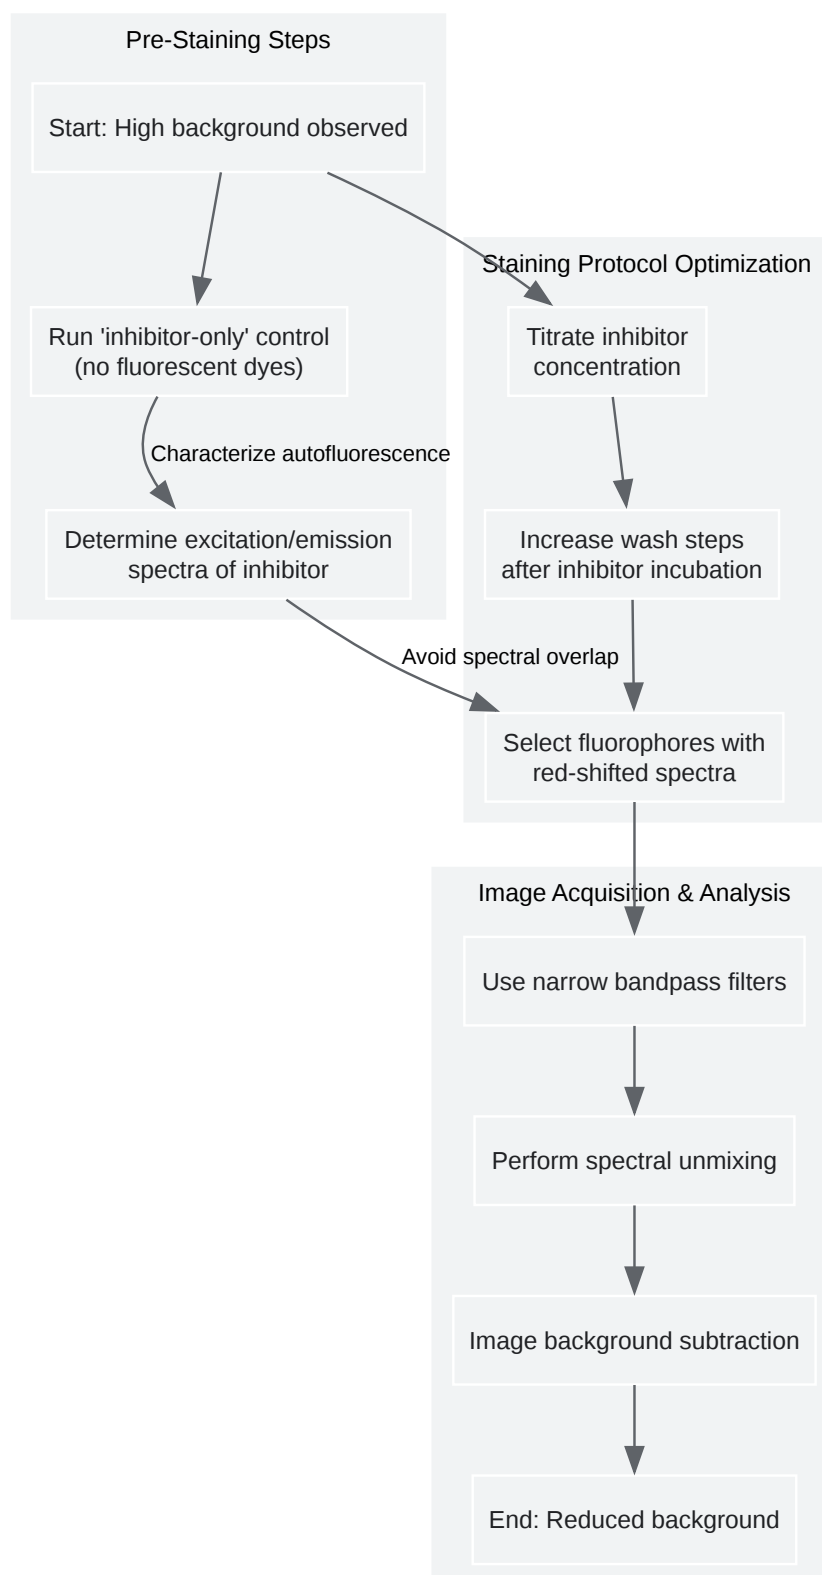 Pre-Staining Steps
Start: High background observed
Staining Protocol Optimization
Run 'inhibitor-only' control
(no fluorescent dyes)
Titrate inhibitor
concentration
Characterize autofluorescence
Determine excitation/emission
spectra of inhibitor
Increase wash steps
after inhibitor incubation
Avoid spectral overlap
Select fluorophores with
red-shifted spectra
Image Acquisition & Analysis
Use narrow bandpass filters
Perform spectral unmixing
Image background subtraction
End: Reduced background